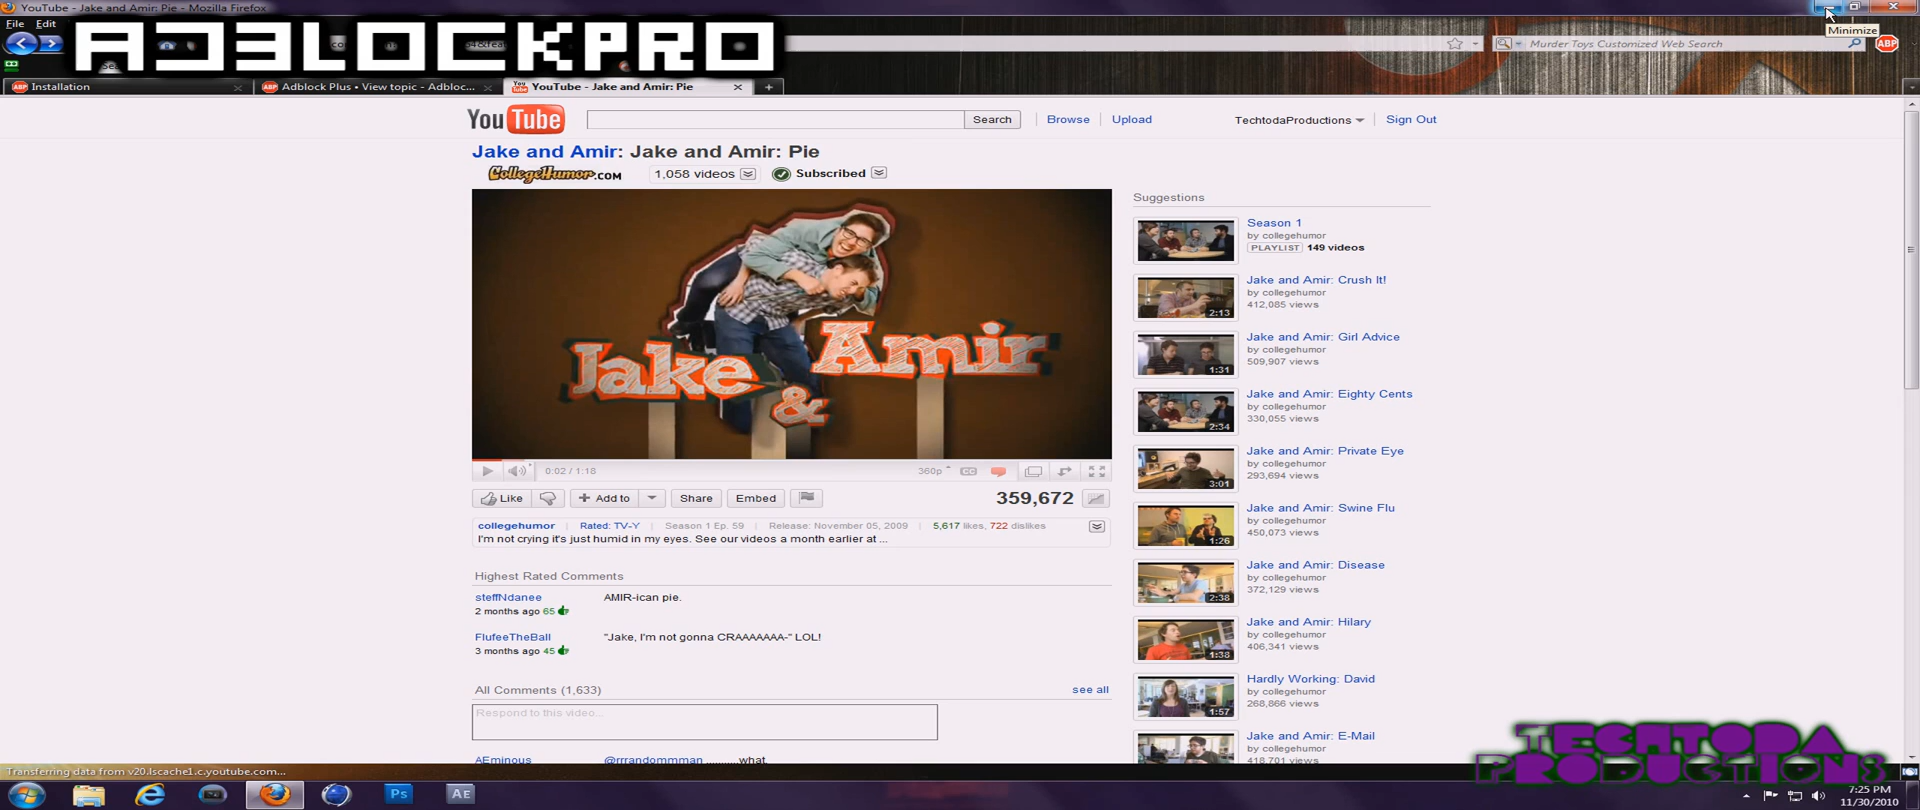 YouTube - Jake and Amir: Pie - Mozilla Firefox
File Edit
ADBLOCKPRO
Murder Toys Customized Web Search
ABP
Minimize
Installation
Adblock Plus • View topic - Adbloc...
YouTube - Jake and Amir: Pie
YouTube
Search
Browse
Upload
TechtodaProductions
Sign Out
Jake and Amir: Jake and Amir: Pie
CollegeHumor.com
1,058 videos
Subscribed
Jake & Amir
0:02 / 1:18
360p
CC
Like
Add to
Share
Embed
359,672
collegehumor
Rated: TV-Y
Season 1 Ep. 59
Release: November 05, 2009
5,617 likes, 722 dislikes
I'm not crying it's just humid in my eyes. See our videos a month earlier at ...
Highest Rated Comments
steffNdanee
AMIR-ican pie.
2 months ago 65
FlufeeTheBall
"Jake, I'm not gonna CRAAAAAAA-" LOL!
3 months ago 45
All Comments (1,633)
see all
Respond to this video...
AEminous
@rrrandommman ..........what.
Suggestions
Season 1
by collegehumor
PLAYLIST 149 videos
Jake and Amir: Crush It!
by collegehumor
412,085 views
2:13
Jake and Amir: Girl Advice
by collegehumor
509,907 views
1:31
Jake and Amir: Eighty Cents
by collegehumor
330,055 views
2:34
Jake and Amir: Private Eye
by collegehumor
293,694 views
3:01
Jake and Amir: Swine Flu
by collegehumor
450,073 views
1:26
Jake and Amir: Disease
by collegehumor
372,129 views
2:38
Jake and Amir: Hilary
by collegehumor
406,341 views
1:38
Hardly Working: David
by collegehumor
268,866 views
1:57
Jake and Amir: E-Mail
by collegehumor
418,701 views
TECHTODA
PRODUCTIONS
Transferring data from v20.lscache1.c.youtube.com...
Ps
AE
7:25 PM
11/30/2010